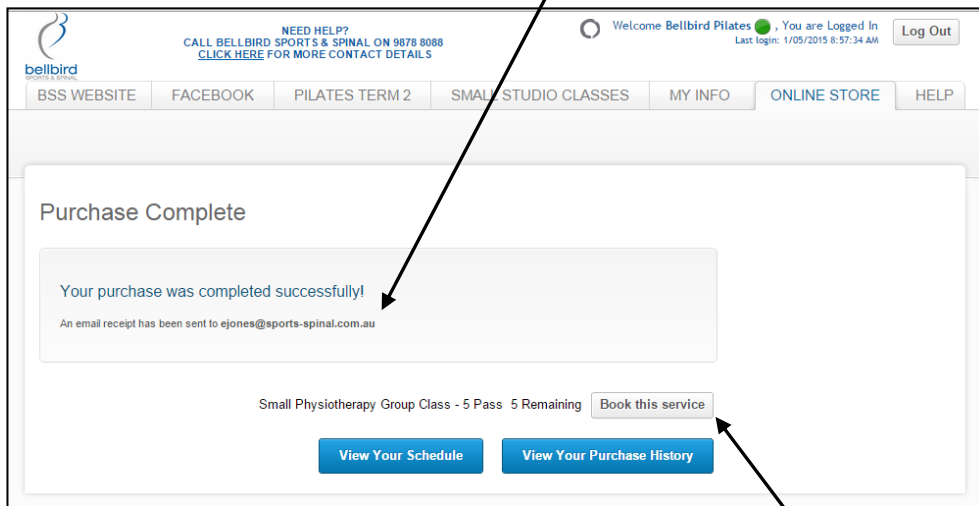 NEED HELP?
CALL BELLBIRD SPORTS & SPINAL ON 9878 8088
CLICK HERE FOR MORE CONTACT DETAILS
Welcome Bellbird Pilates , You are Logged In
Last login: 1/05/2015 8:57:34 AM
Log Out
bellbird
SPORTS & SPINAL
BSS WEBSITE FACEBOOK PILATES TERM 2 SMALL STUDIO CLASSES MY INFO ONLINE STORE HELP
Purchase Complete
Your purchase was completed successfully!
An email receipt has been sent to ejones@sports-spinal.com.au
Small Physiotherapy Group Class - 5 Pass 5 Remaining Book this service
View Your Schedule View Your Purchase History